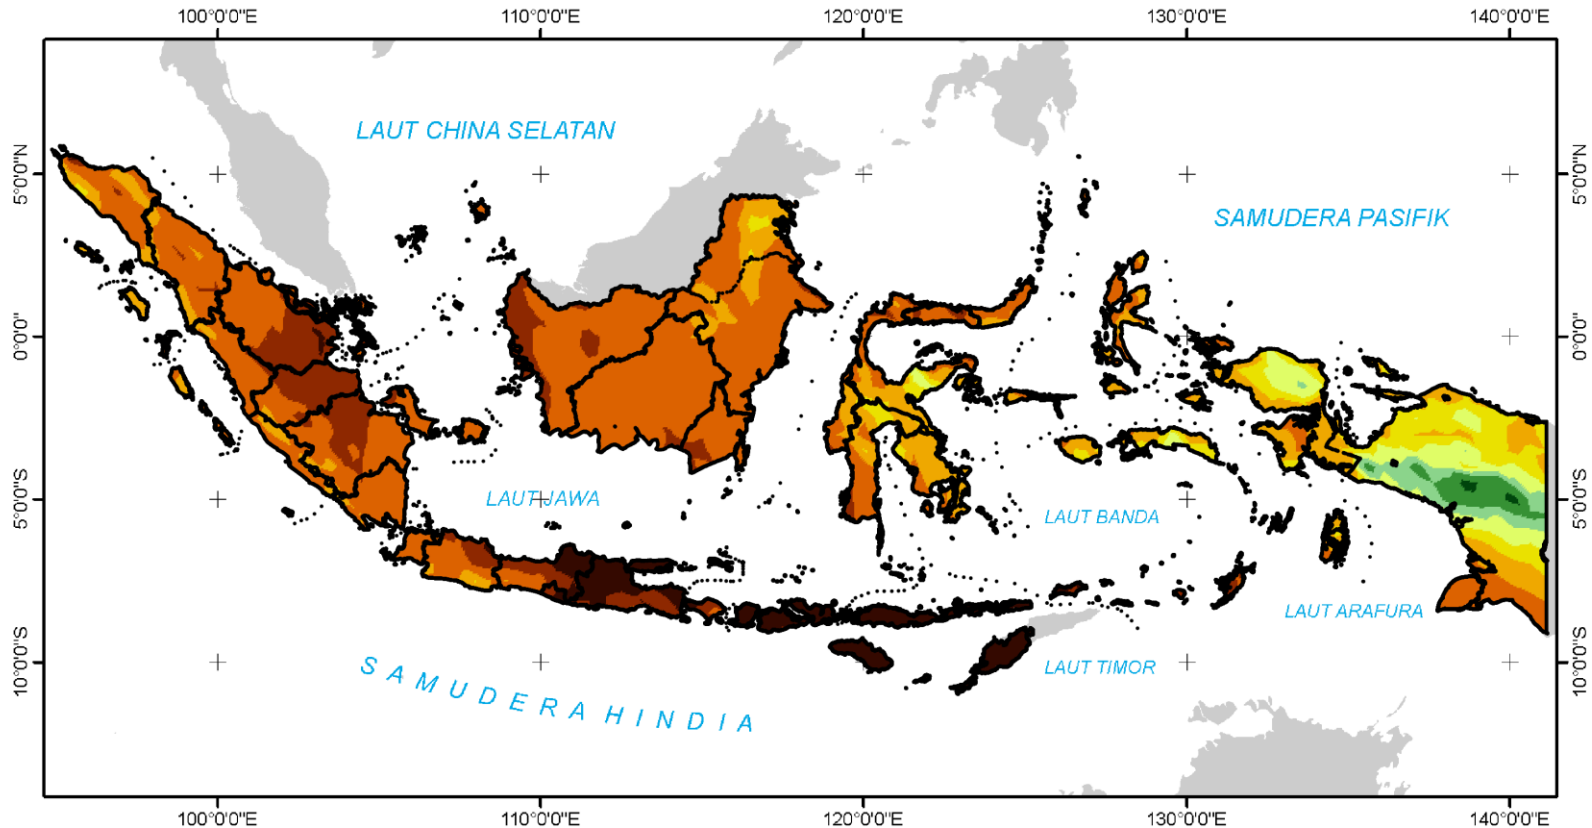 100°0'0"E 110°0'0"E 120°0'0"E 130°0'0"E 140°0'0"E
LAUT CHINA SELATAN
5°0'0"N 5°0'0"N
SAMUDERA PASIFIK
0°0'0" 0°0'0"
5°0'0"S LAUT JAWA 5°0'0"S
LAUT BANDA
LAUT ARAFURA
10°0'0"S LAUT TIMOR 10°0'0"S
SAMUDERA HINDIA
100°0'0"E 110°0'0"E 120°0'0"E 130°0'0"E 140°0'0"E